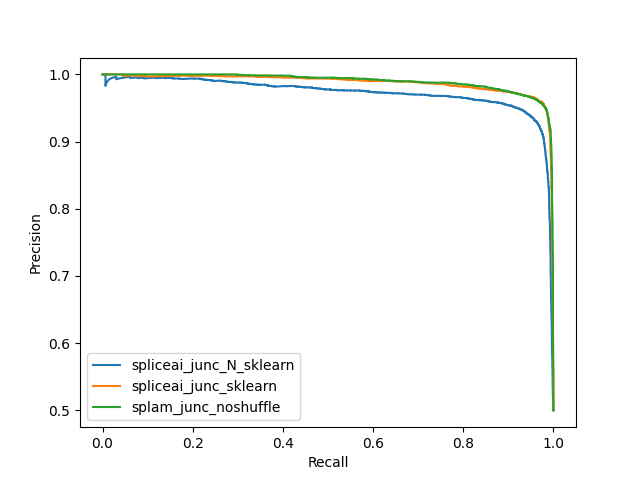 1.0
0.9
0.8
0.7
0.6
0.5
Precision
spliceai_junc_N_sklearn
spliceai_junc_sklearn
splam_junc_noshuffle
0.0 0.2 0.4 0.6 0.8 1.0
Recall